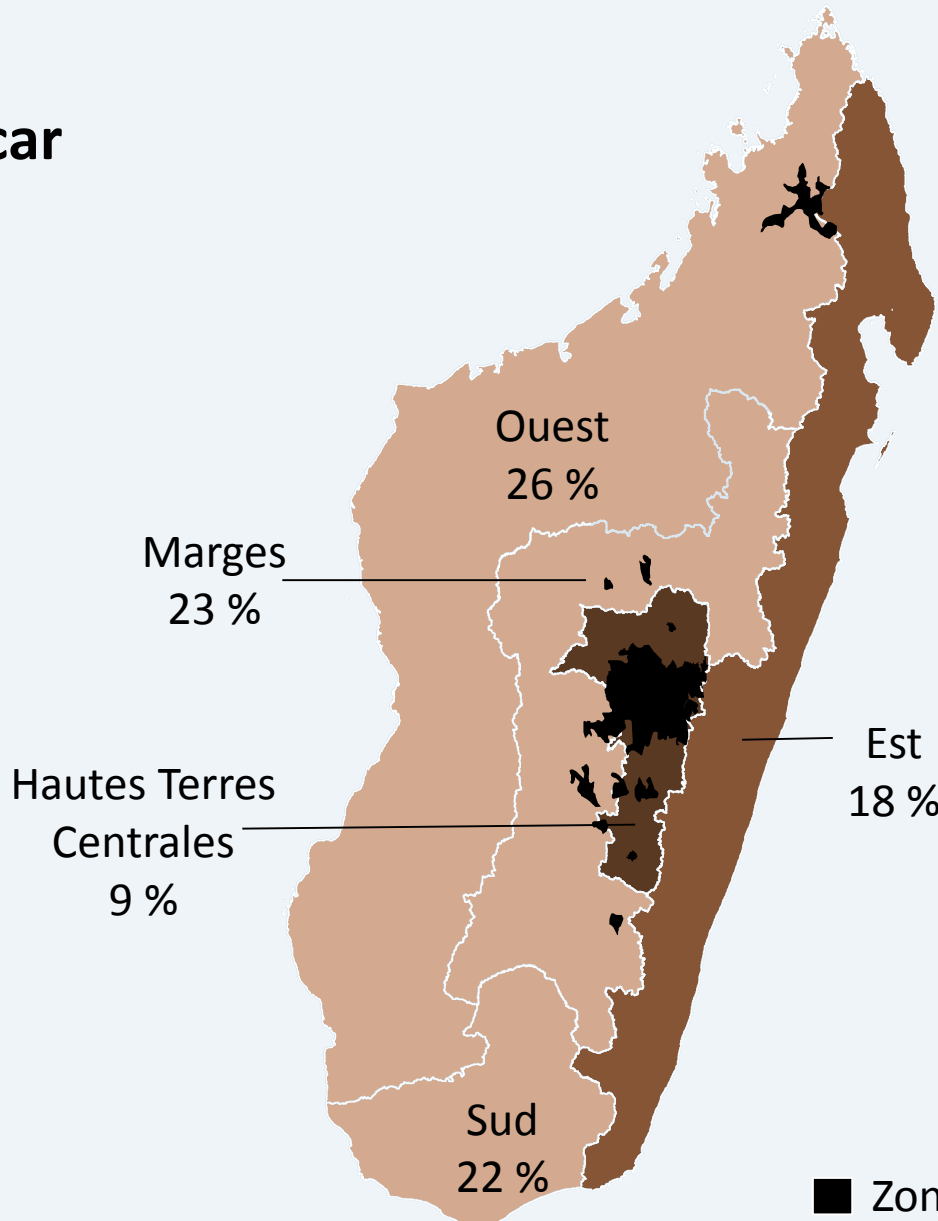 car
Ouest
26 %
Marges
23 %
Est
18 %
Hautes Terres
Centrales
9 %
Sud
22 %
Zon